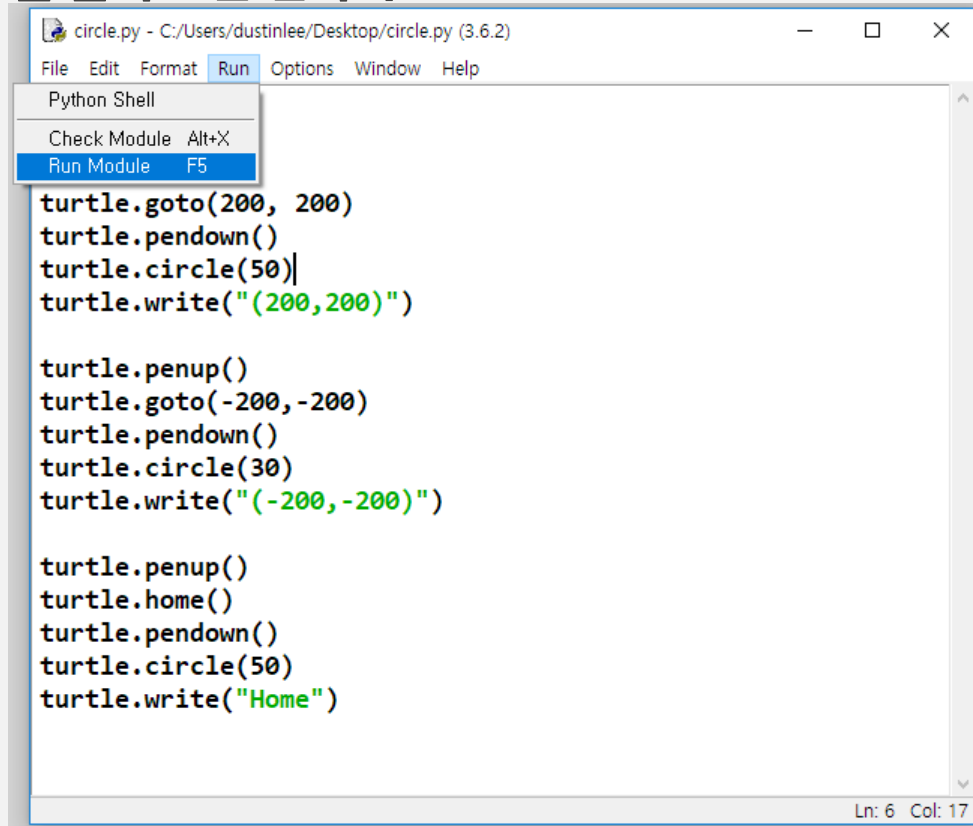 circle.py - C:/Users/dustinlee/Desktop/circle.py (3.6.2)
File Edit Format Run Options Window Help
Python Shell
Check Module Alt+X
Run Module F5
turtle.goto(200, 200)
turtle.pendown()
turtle.circle(50)
turtle.write("(200,200)")
turtle.penup()
turtle.goto(-200,-200)
turtle.pendown()
turtle.circle(30)
turtle.write("(-200,-200)")
turtle.penup()
turtle.home()
turtle.pendown()
turtle.circle(50)
turtle.write("Home")
Ln: 6 Col: 17